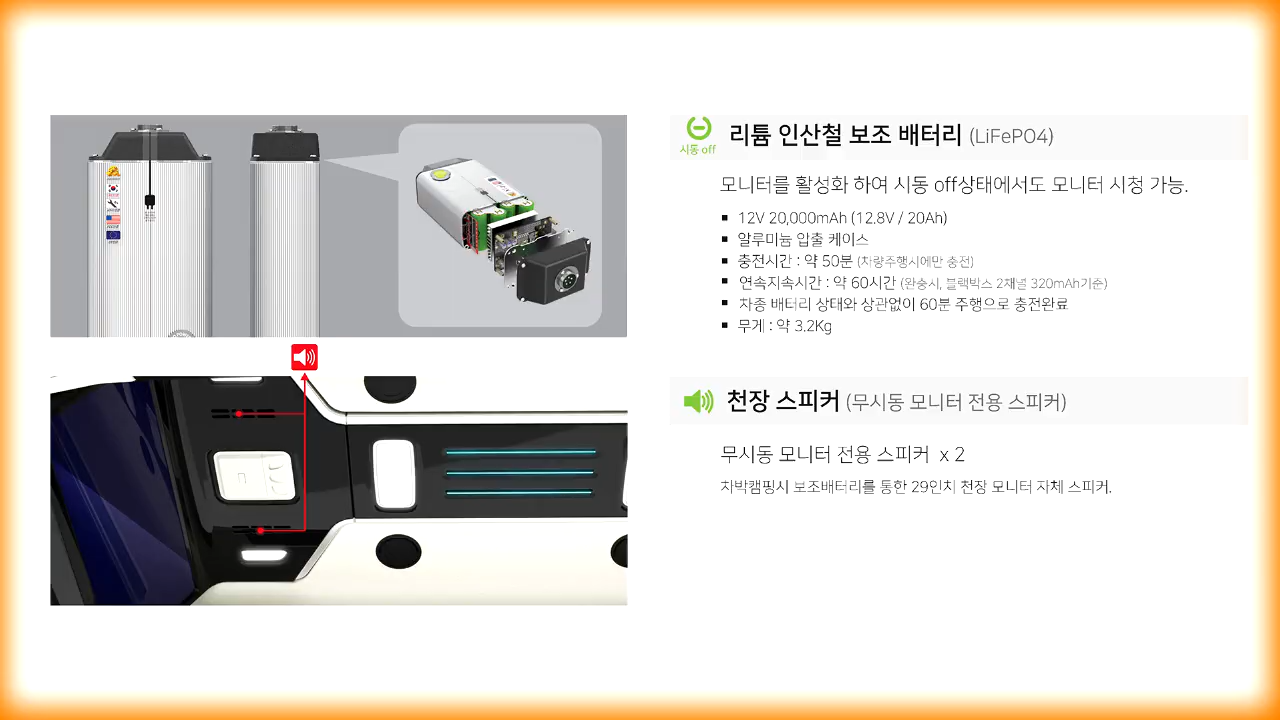 시동 off
리튬 인산철 보조 배터리 (LiFePO4)
모니터를 활성화 하여 시동 off상태에서도 모니터 시청 가능.
12V 20,000mAh (12.8V / 20Ah)
알루미늄 압출 케이스
충전시간 : 약 50분 (차량주행시에만 충전)
연속지속시간 : 약 60시간 (완충시, 블랙박스 2채널 320mAh기준)
차종 배터리 상태와 상관없이 60분 주행으로 충전완료
무게 : 약 3.2Kg
천장 스피커 (무시동 모니터 전용 스피커)
무시동 모니터 전용 스피커 x 2
차박캠핑시 보조배터리를 통한 29인치 천장 모니터 자체 스피커.